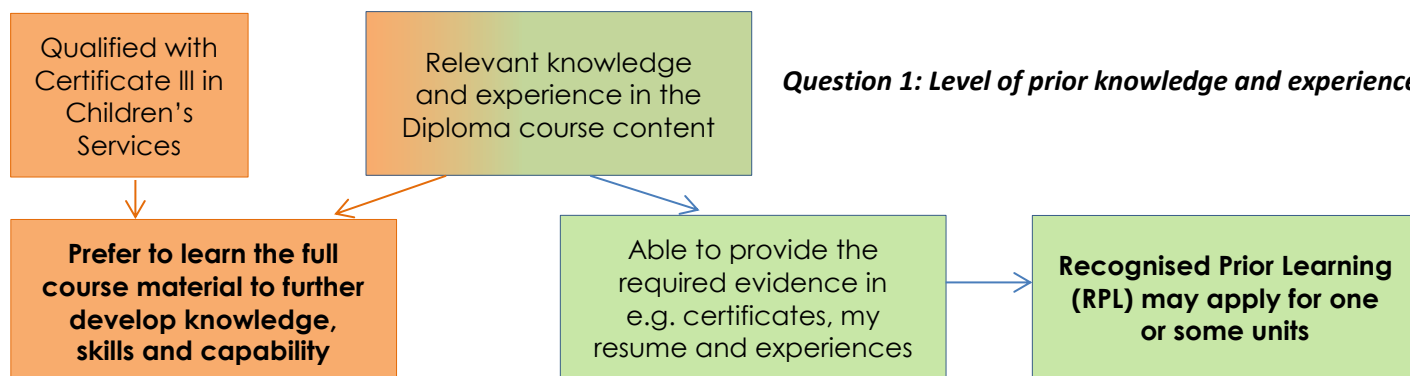 Qualified with
Certificate III in
Children's
Services
Relevant knowledge
and experience in the
Diploma course content
Question 1: Level of prior knowledge and experience
Prefer to learn the full
course material to further
develop knowledge,
skills and capability
Able to provide the
required evidence in
e.g. certificates, my
resume and experiences
Recognised Prior Learning
(RPL) may apply for one
or some units